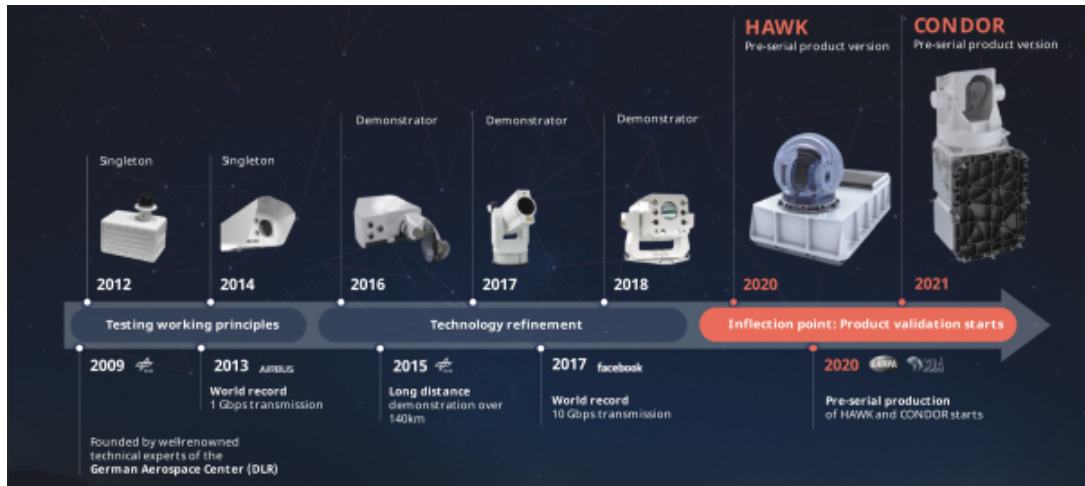 HAWK
Pre-serial product version
CONDOR
Pre-serial product version
Demonstrator
Demonstrator
Demonstrator
Singleton
Singleton
2012
2014
2016
2017
2018
2020
2021
Testing working principles
Technology refinement
Inflection point: Product validation starts
2009
2013 AIRBUS
World record
1 Gbps transmission
2015
Long distance
demonstration over
140km
2017 facebook
World record
10 Gbps transmission
2020
Pre-serial production
of HAWK and CONDOR starts
Founded by wellrenowned
technical experts of the
German Aerospace Center (DLR)